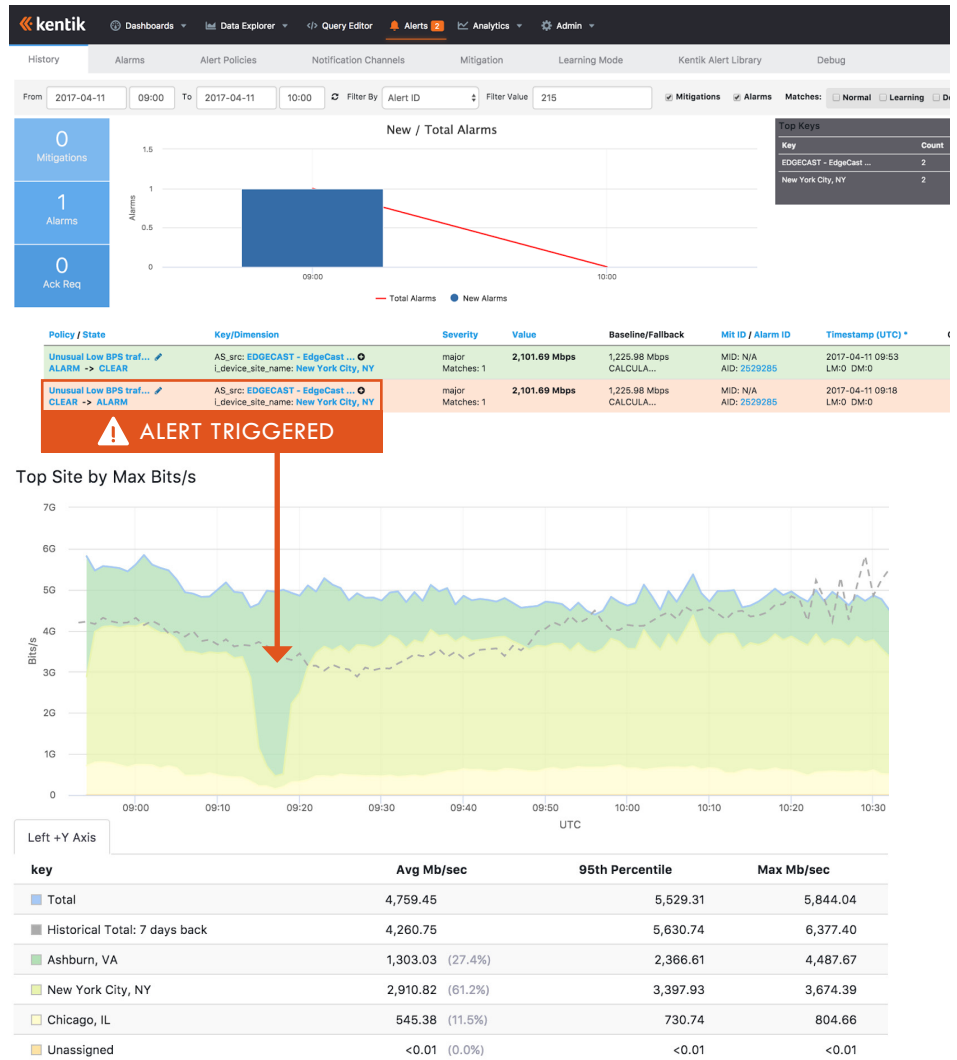 kentik Dashboards Data Explorer </> Query Editor Alerts 2 Analytics Admin
History Alarms Alert Policies Notification Channels Mitigation Learning Mode Kentik Alert Library Debug
From 2017-04-11 09:00 To 2017-04-11 10:00 Filter By Alert ID Filter Value 215 Mitigations Alarms Matches: Normal Learning
0
Mitigations
1
Alarms
0
Ack Req
New / Total Alarms
1.5
1
0.5
0
Alarms
09:00 10:00
Total Alarms New Alarms
Top Keys
Key Count
EDGECAST - EdgeCast ... 2
New York City, NY 2
Policy / State Key/Dimension Severity Value Baseline/Fallback Mit ID / Alarm ID Timestamp (UTC)
Unusual Low BPS traf... AS_src: EDGECAST - EdgeCast ... major 2,101.69 Mbps 1,225.98 Mbps MID: N/A 2017-04-11 09:53
ALARM -> CLEAR i_device_site_name: New York City, NY Matches: 1 CALCULA... AID: 2529285 LM:0 DM:0
Unusual Low BPS traf... AS_src: EDGECAST - EdgeCast ... major 2,101.69 Mbps 1,225.98 Mbps MID: N/A 2017-04-11 09:18
CLEAR -> ALARM i_device_site_name: New York City, NY Matches: 1 CALCULA... AID: 2529285 LM:0 DM:0
ALERT TRIGGERED
Top Site by Max Bits/s
7G
6G
5G
4G
3G
2G
1G
0
Bits/s
09:00 09:10 09:20 09:30 09:40 09:50 10:00 10:10 10:20 10:30
UTC
Left +Y Axis
key Avg Mb/sec 95th Percentile Max Mb/sec
Total 4,759.45 5,529.31 5,844.04
Historical Total: 7 days back 4,260.75 5,630.74 6,377.40
Ashburn, VA 1,303.03 (27.4%) 2,366.61 4,487.67
New York City, NY 2,910.82 (61.2%) 3,397.93 3,674.39
Chicago, IL 545.38 (11.5%) 730.74 804.66
Unassigned <0.01 (0.0%) <0.01 <0.01